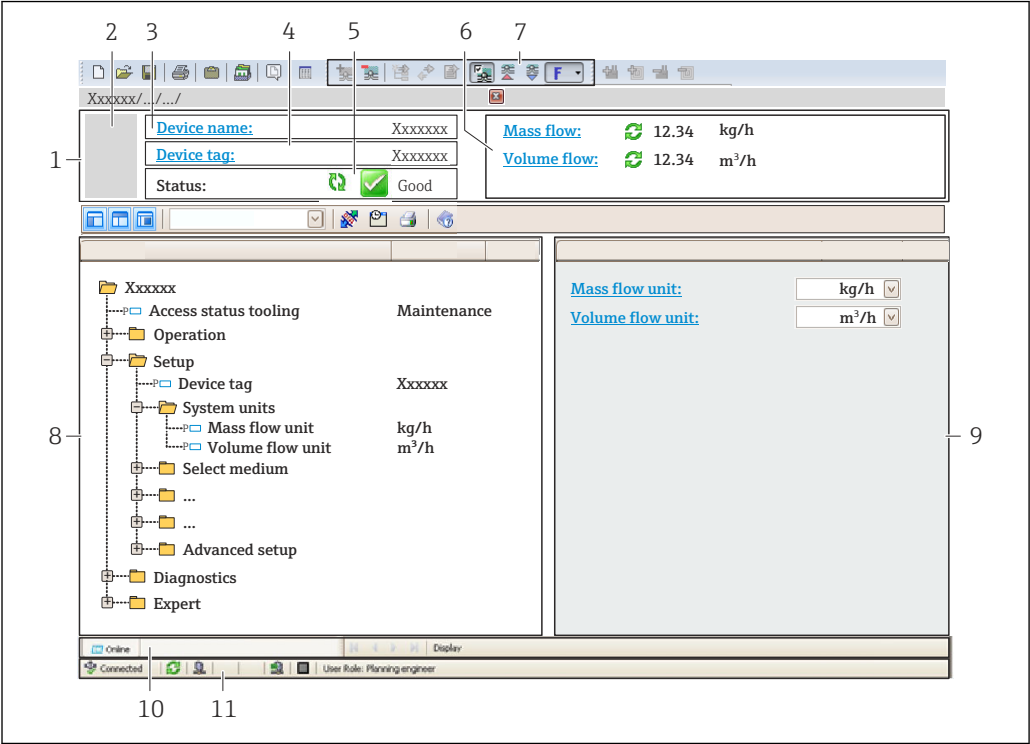 2 3 4 5 6 7
F
Xxxxxx/.../.../
1
Device name: Xxxxxxx
Device tag: Xxxxxxx
Status: Good
Mass flow: 12.34 kg/h
Volume flow: 12.34 m³/h
Xxxxxx
P Access status tooling Maintenance
Operation
Setup
P Device tag Xxxxxx
System units
P Mass flow unit kg/h
P Volume flow unit m³/h
Select medium
...
...
Advanced setup
Diagnostics
Expert
8
Mass flow unit: kg/h
Volume flow unit: m³/h
9
Online Display
Connected User Role: Planning engineer
10 11